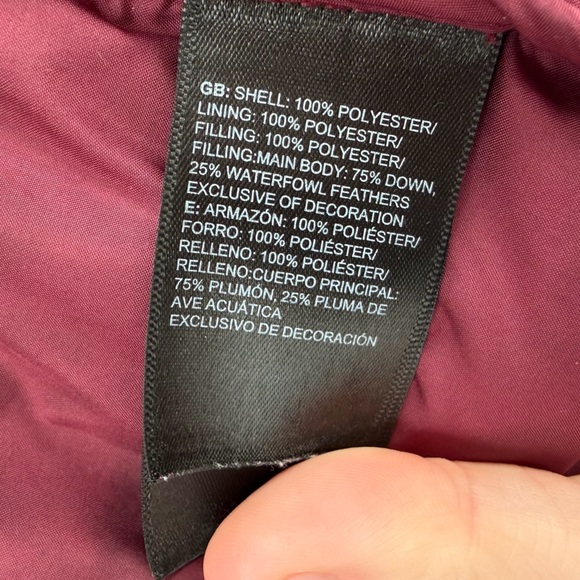 GB: SHELL: 100% POLYESTER/
LINING: 100% POLYESTER/
FILLING: 100% POLYESTER/
FILLING:MAIN BODY: 75% DOWN,
25% WATERFOWL FEATHERS
EXCLUSIVE OF DECORATION
E: ARMAZÓN: 100% POLIÉSTER/
FORRO: 100% POLIÉSTER/
RELLENO: 100% POLIÉSTER/
RELLENO:CUERPO PRINCIPAL:
75% PLUMÓN, 25% PLUMA DE
AVE ACUÁTICA
EXCLUSIVO DE DECORACIÓN